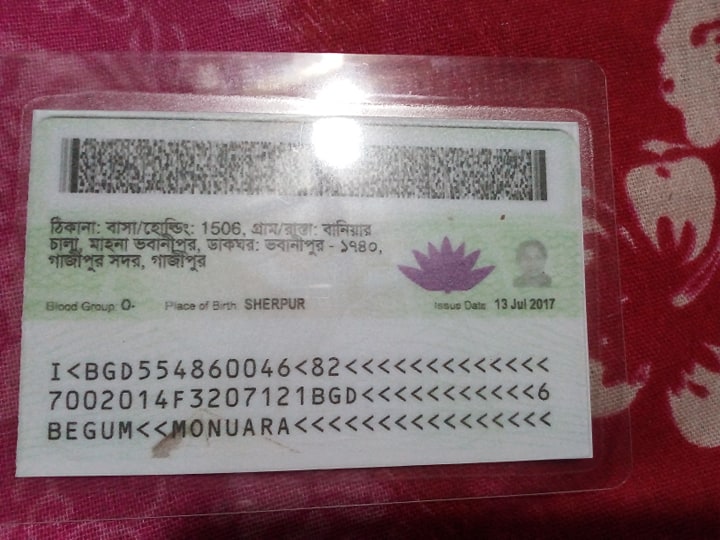 ঠিকানা: বাসা/হোল্ডিং: 1506, গ্রাম/রাস্তা: বানিয়ার
চালা, মাহনা ভবানীপুর, ডাকঘর: ভবানীপুর - ১৭৪০,
গাজীপুর সদর, গাজীপুর
Blood Group: O- Place of Birth: SHERPUR Issue Date: 13 Jul 2017
I<BGD554860046<82<<<<<<<<<<<<<
7002014F3207121BGD<<<<<<<<<<<6
BEGUM<<MONUARA<<<<<<<<<<<<<<<<